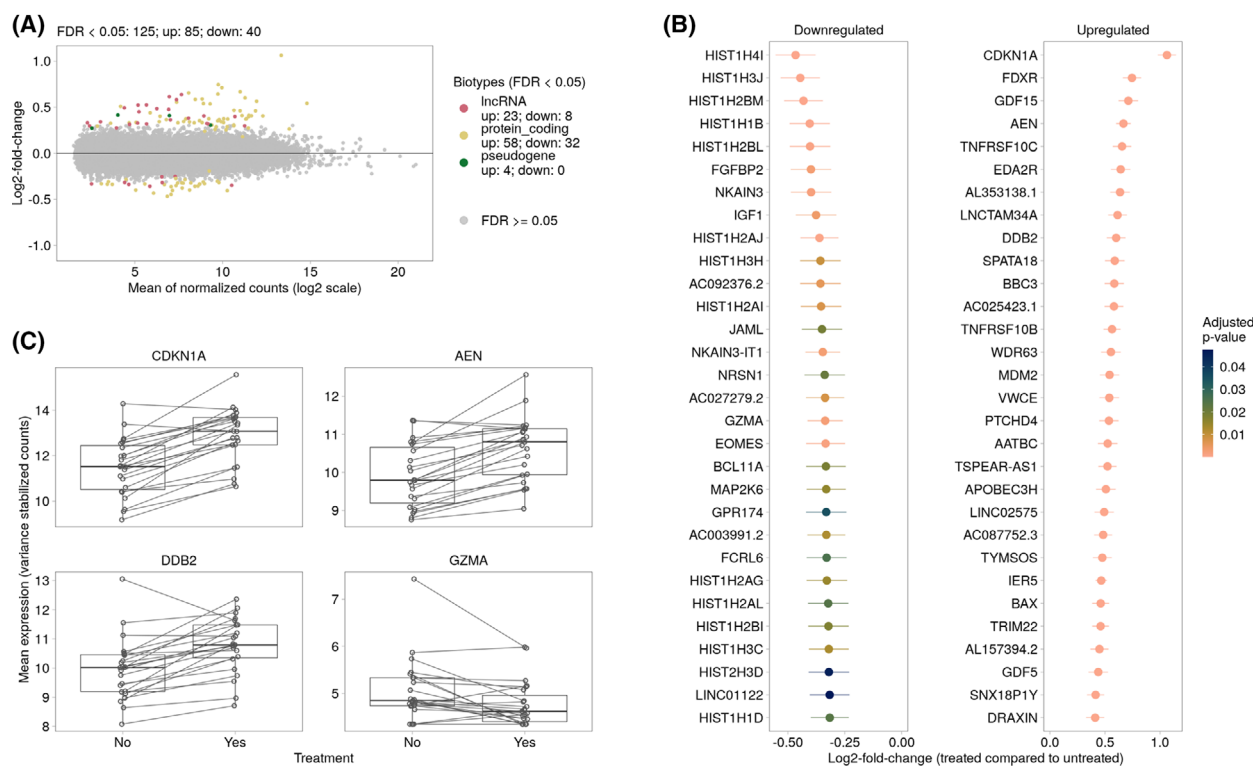 (A)
FDR < 0.05: 125; up: 85; down: 40
Log2-fold-change
1.0
0.5
0.0
-0.5
-1.0
5
10
15
20
Mean of normalized counts (log2 scale)
Biotypes (FDR < 0.05)
lncRNA
up: 23; down: 8
protein_coding
up: 58; down: 32
pseudogene
up: 4; down: 0
FDR >= 0.05
(B)
Downregulated
HIST1H4I
HIST1H3J
HIST1H2BM
HIST1H1B
HIST1H2BL
FGFBP2
NKAIN3
IGF1
HIST1H2AJ
HIST1H3H
AC092376.2
HIST1H2AI
JAML
NKAIN3-IT1
NRSN1
AC027279.2
GZMA
EOMES
BCL11A
MAP2K6
GPR174
AC003991.2
FCRL6
HIST1H2AG
HIST1H2AL
HIST1H2BI
HIST1H3C
HIST2H3D
LINC01122
HIST1H1D
-0.50
-0.25
0.00
Upregulated
CDKN1A
FDXR
GDF15
AEN
TNFRSF10C
EDA2R
AL353138.1
LNCTAM34A
DDB2
SPATA18
BBC3
AC025423.1
TNFRSF10B
WDR63
MDM2
VWCE
PTCHD4
AATBC
TSPEAR-AS1
APOBEC3H
LINC02575
AC087752.3
TYMSOS
IER5
BAX
TRIM22
AL157394.2
GDF5
SNX18P1Y
DRAXIN
0.0
0.5
1.0
Log2-fold-change (treated compared to untreated)
Adjusted
p-value
0.04
0.03
0.02
0.01
(C)
Mean expression (variance stabilized counts)
CDKN1A
14
12
10
AEN
12
11
10
9
DDB2
13
12
11
10
9
8
GZMA
7
6
5
No
Yes
No
Yes
Treatment